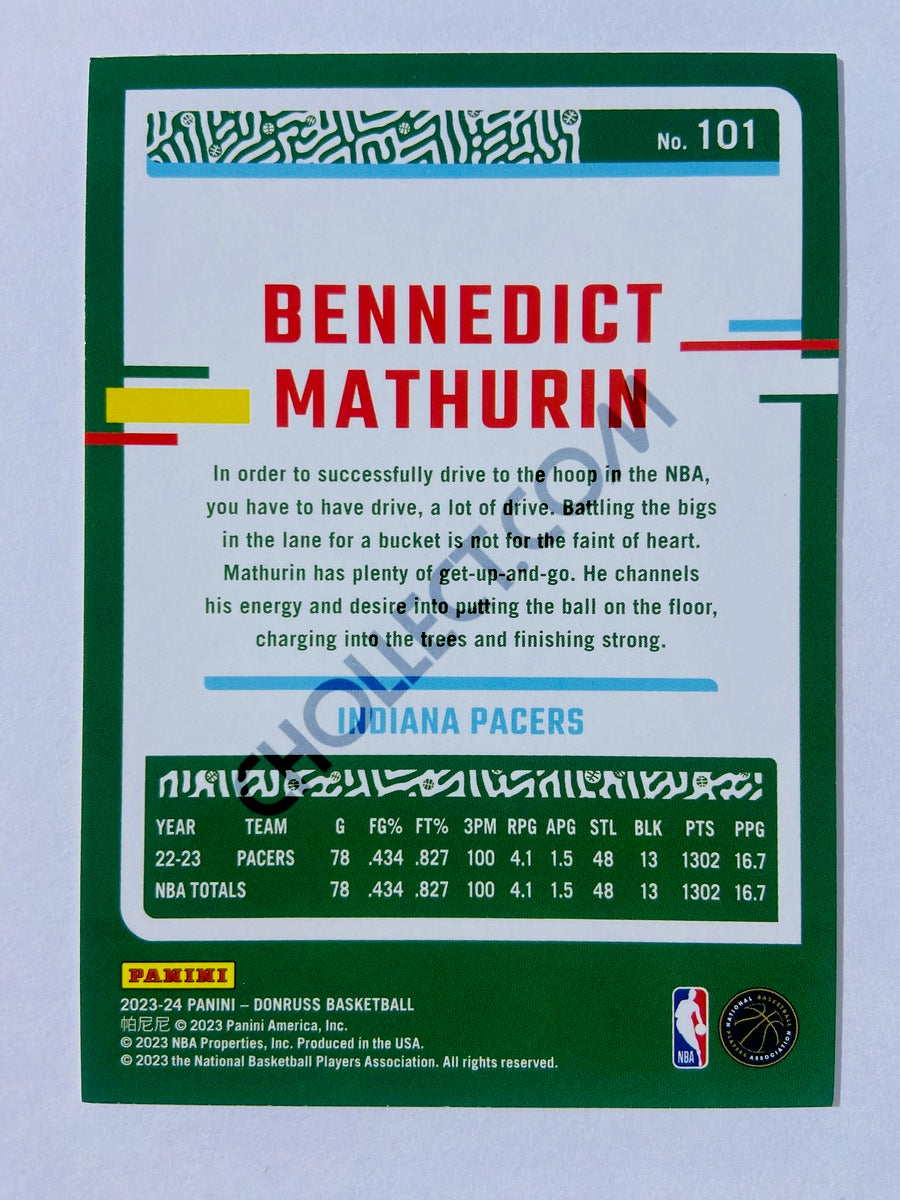 No. 101
BENNEDICT
MATHURIN
In order to successfully drive to the hoop in the NBA,
you have to have drive, a lot of drive. Battling the bigs
in the lane for a bucket is not for the faint of heart.
Mathurin has plenty of get-up-and-go. He channels
his energy and desire into putting the ball on the floor,
charging into the trees and finishing strong.
CHOLLECT.COM
INDIANA PACERS
YEAR TEAM G FG% FT% 3PM RPG APG STL BLK PTS PPG
22-23 PACERS 78 .434 .827 100 4.1 1.5 48 13 1302 16.7
NBA TOTALS 78 .434 .827 100 4.1 1.5 48 13 1302 16.7
PANINI
2023-24 PANINI – DONRUSS BASKETBALL
帕尼尼 © 2023 Panini America, Inc.
© 2023 NBA Properties, Inc. Produced in the USA.
© 2023 the National Basketball Players Association. All rights reserved.
NBA
NATIONAL BASKETBALL
PLAYERS ASSOCIATION